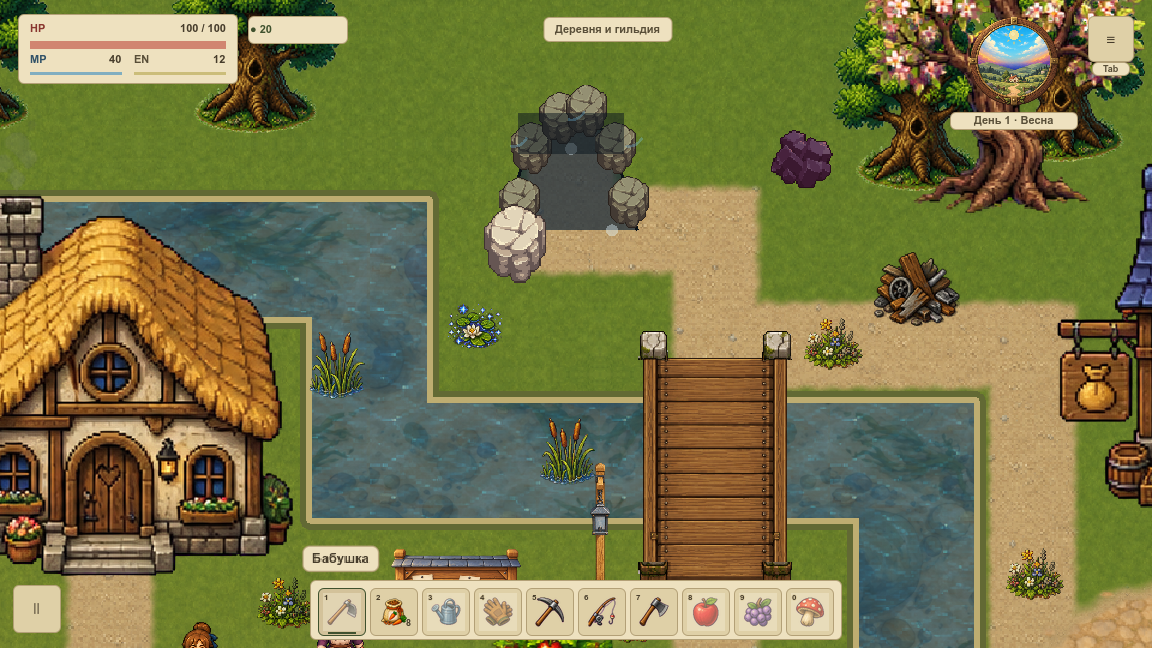 HP 100 / 100
MP 40 EN 12
20
Деревня и гильдия
≡
Tab
День 1 · Весна
Бабушка
II
1 2 3 4 5 6 7 8 9 0
8